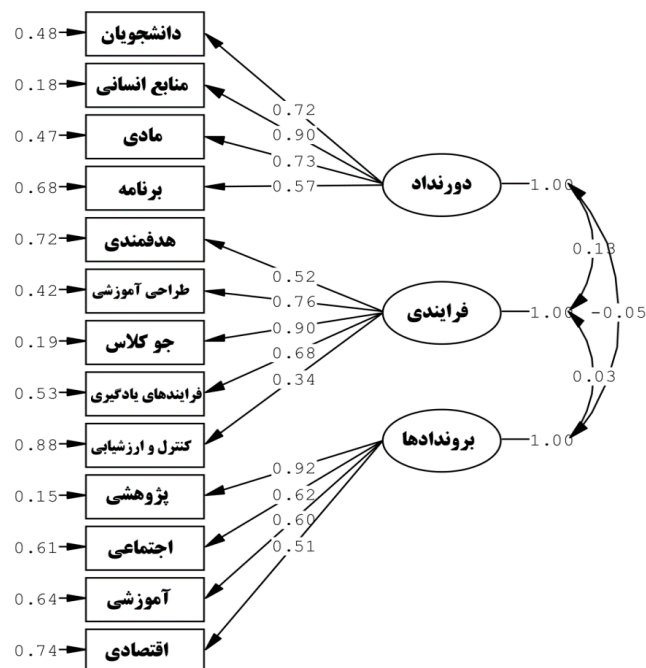 0.48 دانشجویان
0.18 منابع انسانی
0.47 مادی
0.68 برنامه
0.72 هدفمندی
0.42 طراحی آموزشی
0.19 جو کلاس
0.53 فرایندهای یادگیری
0.88 کنترل و ارزشیابی
0.15 پژوهشی
0.61 اجتماعی
0.64 آموزشی
0.74 اقتصادی
0.72
0.90
0.73
0.57
0.52
0.76
0.90
0.68
0.34
0.92
0.62
0.60
0.51
دورنداد 1.00
فرایندی 1.00
بروندادها 1.00
0.13
-0.05
0.03